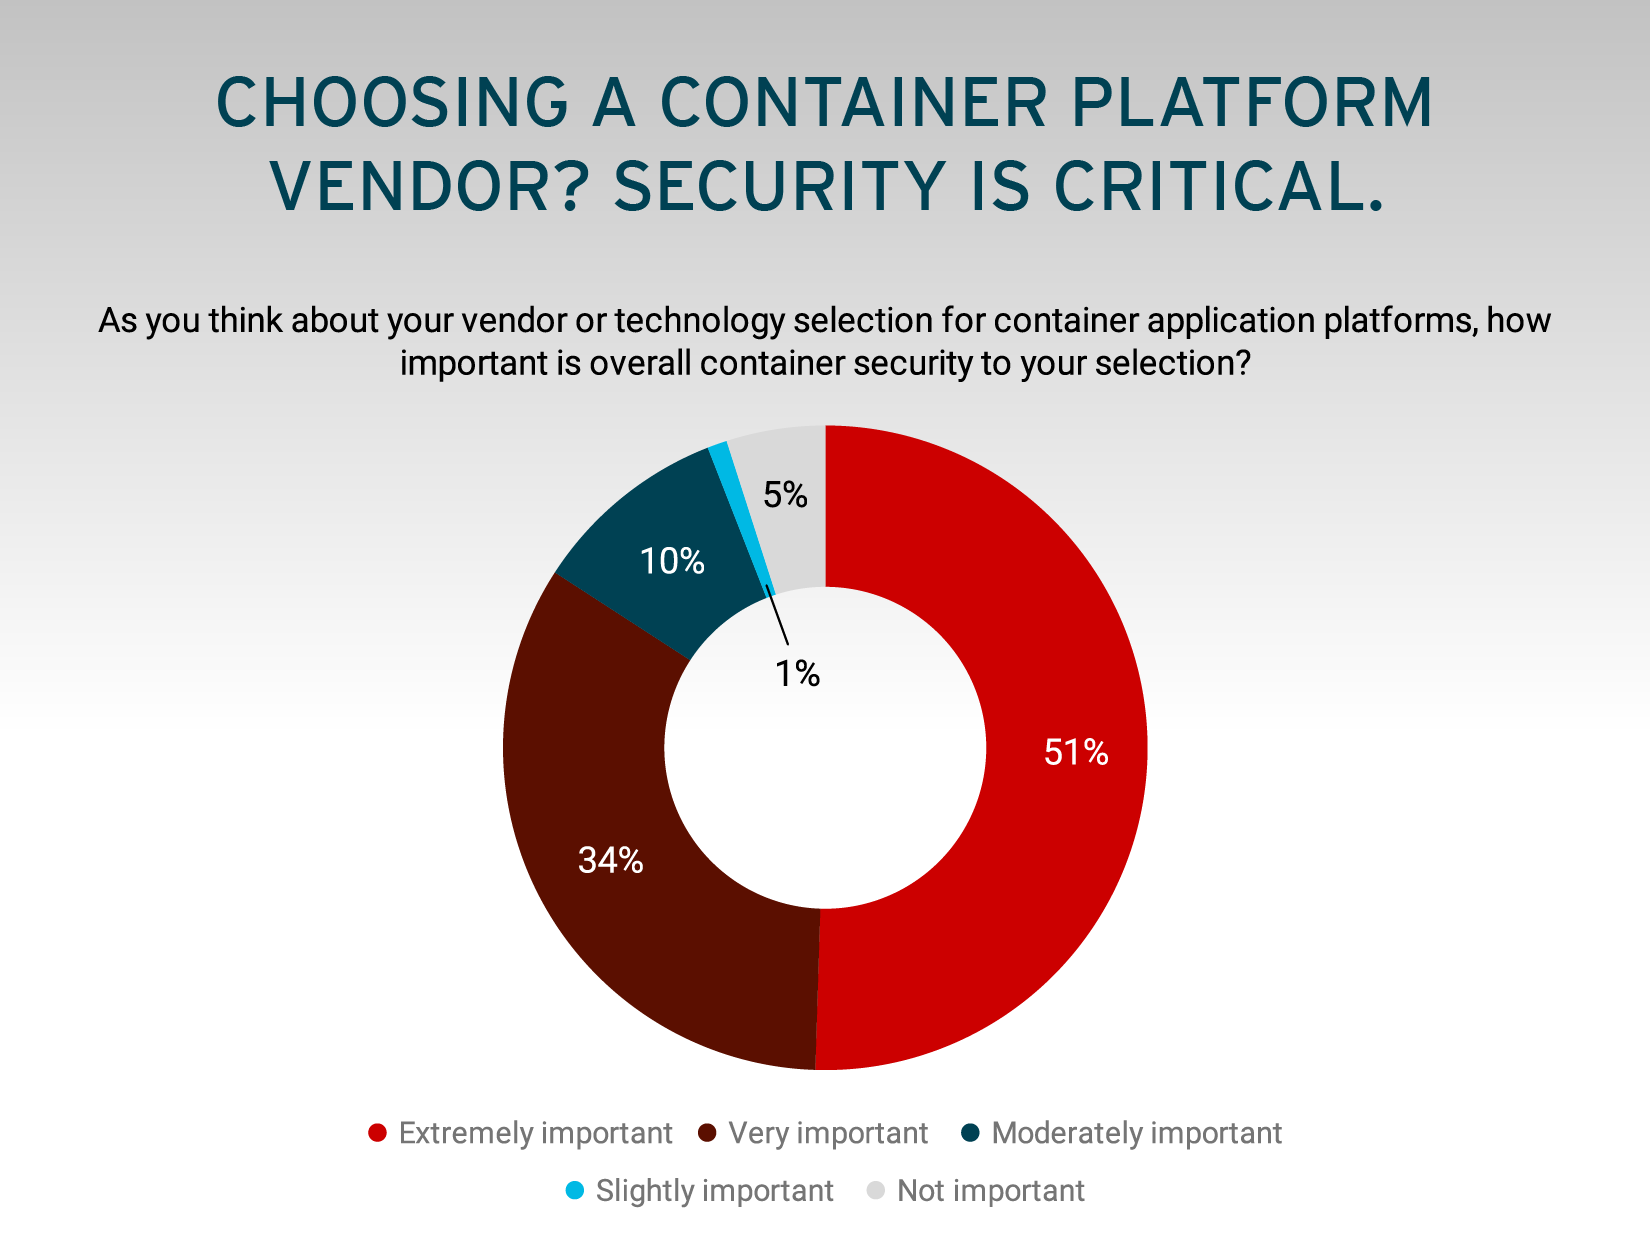 CHOOSING A CONTAINER PLATFORM
VENDOR? SECURITY IS CRITICAL.
As you think about your vendor or technology selection for container application platforms, how
important is overall container security to your selection?
5%
10%
1%
51%
34%
Extremely important
Very important
Moderately important
Slightly important
Not important